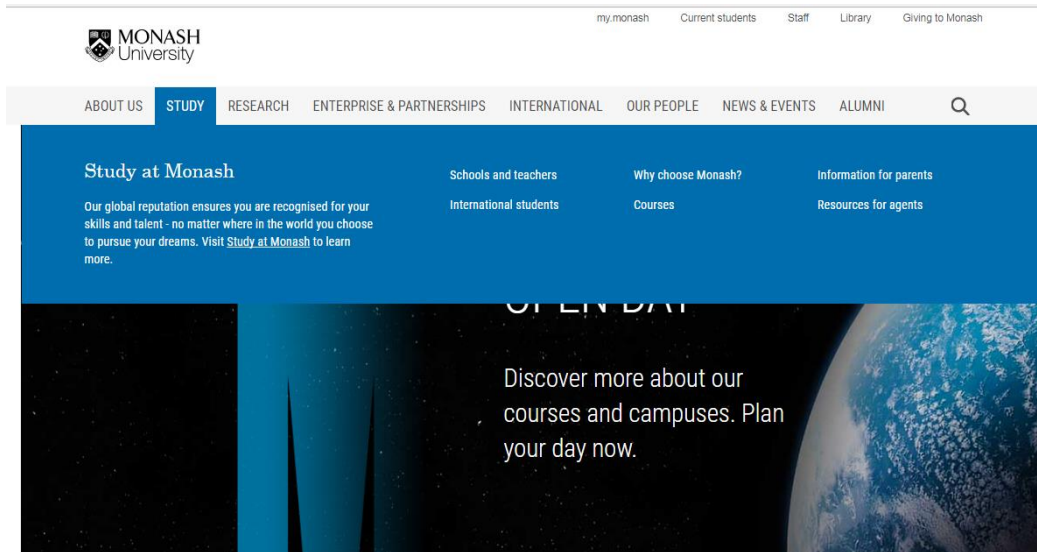 my.monash Current students Staff Library Giving to Monash
MONASH
University
ABOUT US STUDY RESEARCH ENTERPRISE & PARTNERSHIPS INTERNATIONAL OUR PEOPLE NEWS & EVENTS ALUMNI
Study at Monash
Our global reputation ensures you are recognised for your
skills and talent - no matter where in the world you choose
to pursue your dreams. Visit Study at Monash to learn
more.
Schools and teachers Why choose Monash? Information for parents
International students Courses Resources for agents
OPEN DAY
Discover more about our
courses and campuses. Plan
your day now.